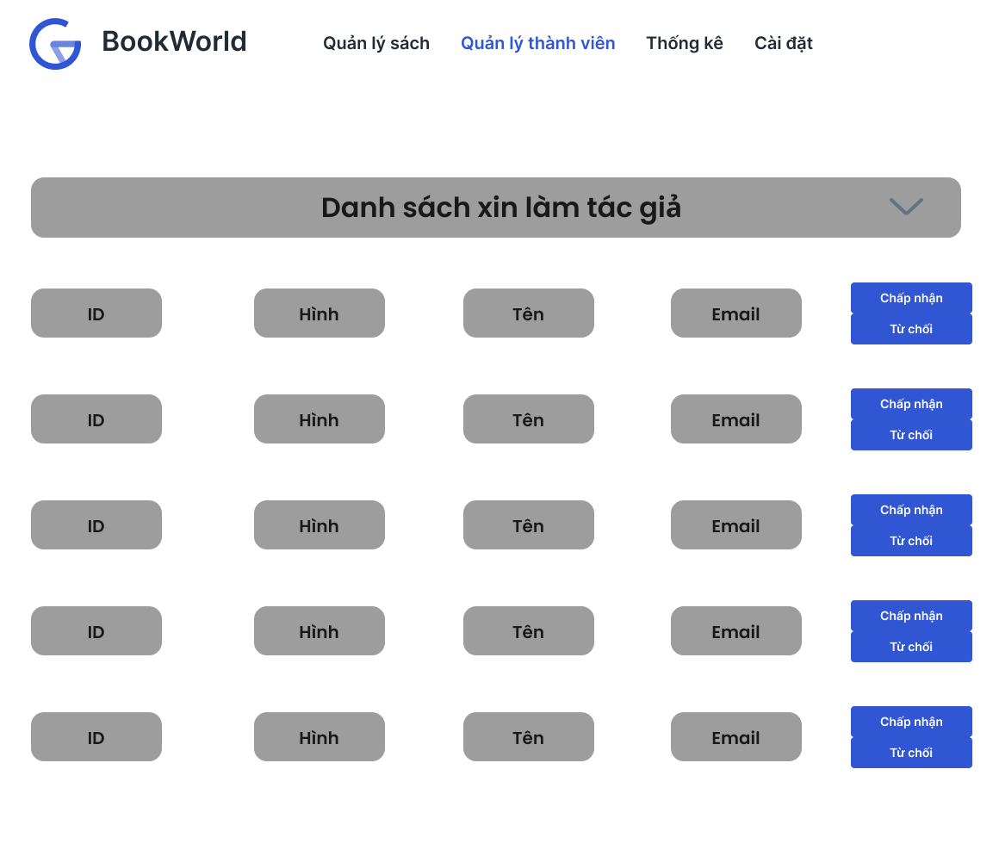 BookWorld
Quản lý sách Quản lý thành viên Thống kê Cài đặt
Danh sách xin làm tác giả
ID Hình Tên Email
Chấp nhận
Từ chối
ID Hình Tên Email
Chấp nhận
Từ chối
ID Hình Tên Email
Chấp nhận
Từ chối
ID Hình Tên Email
Chấp nhận
Từ chối
ID Hình Tên Email
Chấp nhận
Từ chối